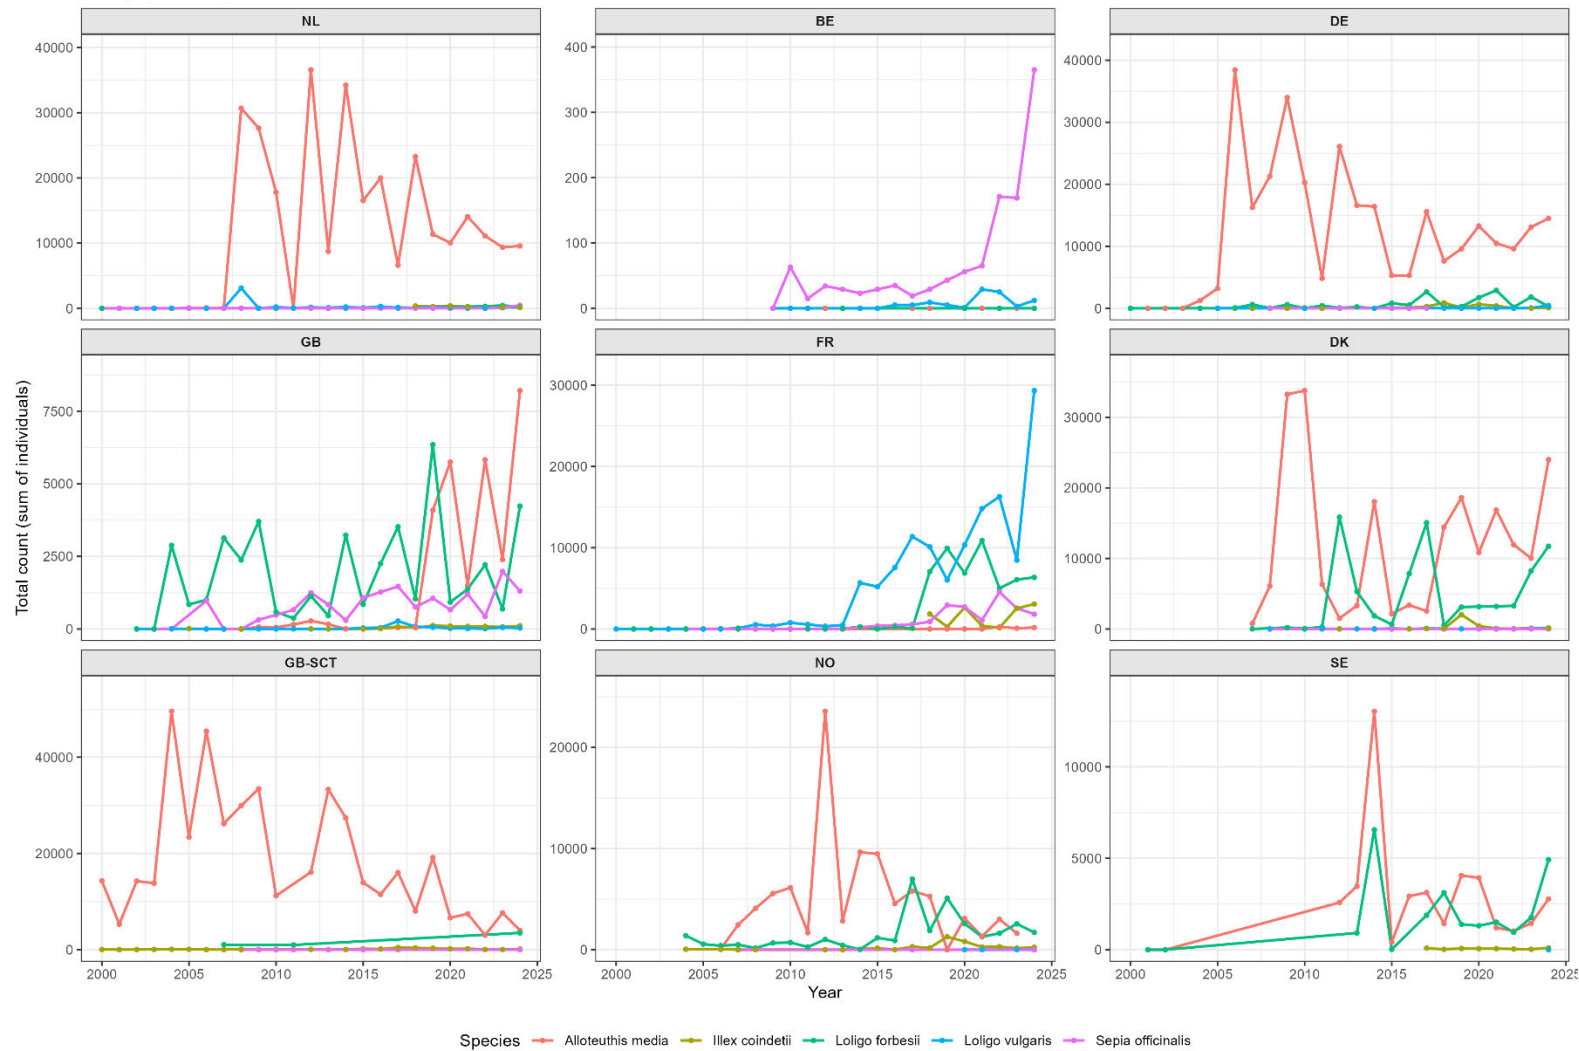 NL
BE
DE
40000
30000
20000
10000
0
400
300
200
100
0
40000
30000
20000
10000
0
GB
FR
DK
7500
5000
2500
0
30000
20000
10000
0
30000
20000
10000
0
GB-SCT
NO
SE
40000
20000
0
20000
10000
0
10000
5000
0
2000 2005 2010 2015 2020 2025
2000 2005 2010 2015 2020 2025
2000 2005 2010 2015 2020 2025
Total count (sum of individuals)
Year
Species Alloteuthis media Illex coindetii Loligo forbesii Loligo vulgaris Sepia officinalis